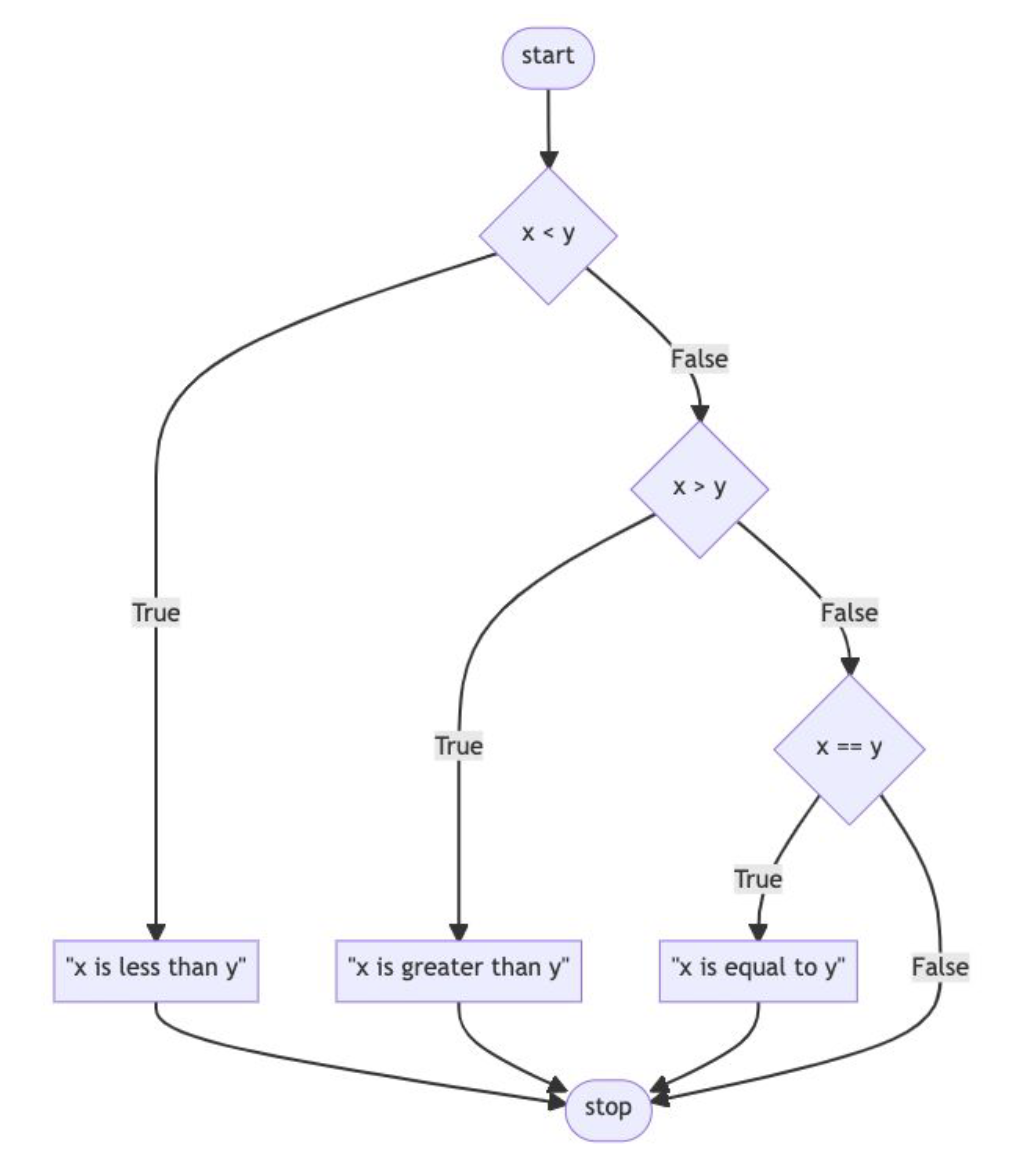 start
x < y
False
x > y
True
False
x == y
True
True
"x is less than y"
"x is greater than y"
"x is equal to y"
False
stop